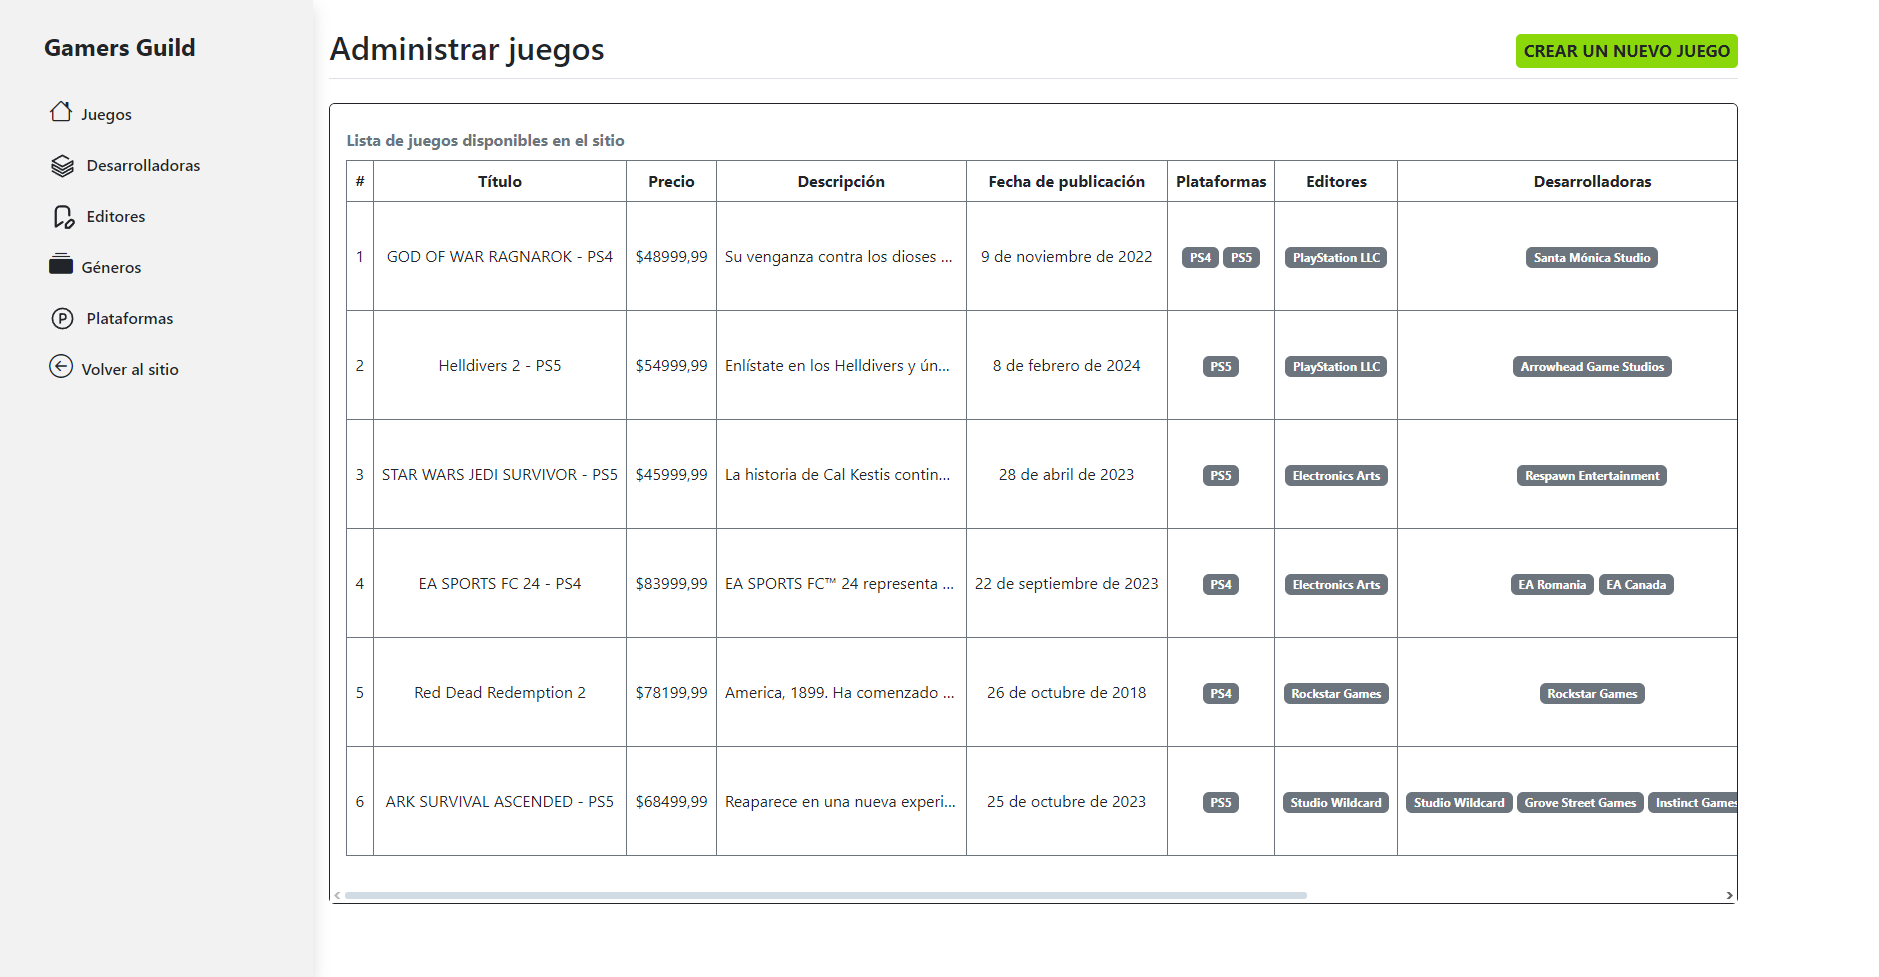 Gamers Guild
Juegos
Desarrolladoras
Editores
Géneros
Plataformas
Volver al sitio
Administrar juegos
CREAR UN NUEVO JUEGO
Lista de juegos disponibles en el sitio
# Título Precio Descripción Fecha de publicación Plataformas Editores Desarrolladoras
1 GOD OF WAR RAGNAROK - PS4 $48999,99 Su venganza contra los dioses ... 9 de noviembre de 2022 PS4 PS5 PlayStation LLC Santa Mónica Studio
2 Helldivers 2 - PS5 $54999,99 Enlístate en los Helldivers y ún... 8 de febrero de 2024 PS5 PlayStation LLC Arrowhead Game Studios
3 STAR WARS JEDI SURVIVOR - PS5 $45999,99 La historia de Cal Kestis contin... 28 de abril de 2023 PS5 Electronics Arts Respawn Entertainment
4 EA SPORTS FC 24 - PS4 $83999,99 EA SPORTS FC™ 24 representa ... 22 de septiembre de 2023 PS4 Electronics Arts EA Romania EA Canada
5 Red Dead Redemption 2 $78199,99 America, 1899. Ha comenzado ... 26 de octubre de 2018 PS4 Rockstar Games Rockstar Games
6 ARK SURVIVAL ASCENDED - PS5 $68499,99 Reaparece en una nueva experi... 25 de octubre de 2023 PS5 Studio Wildcard Studio Wildcard Grove Street Games Instinct Games